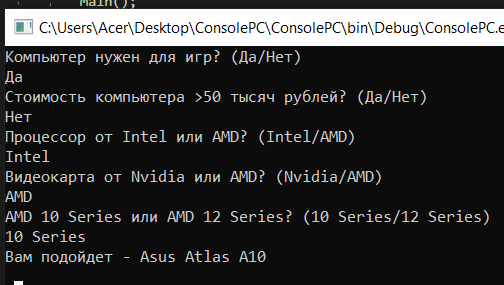 Main();
C:\Users\Acer\Desktop\ConsolePC\ConsolePC\bin\Debug\ConsolePC.e
Компьютер нужен для игр? (Да/Нет)
Да
Стоимость компьютера >50 тысяч рублей? (Да/Нет)
Нет
Процессор от Intel или AMD? (Intel/AMD)
Intel
Видеокарта от Nvidia или AMD? (Nvidia/AMD)
AMD
AMD 10 Series или AMD 12 Series? (10 Series/12 Series)
10 Series
Вам подойдет - Asus Atlas A10